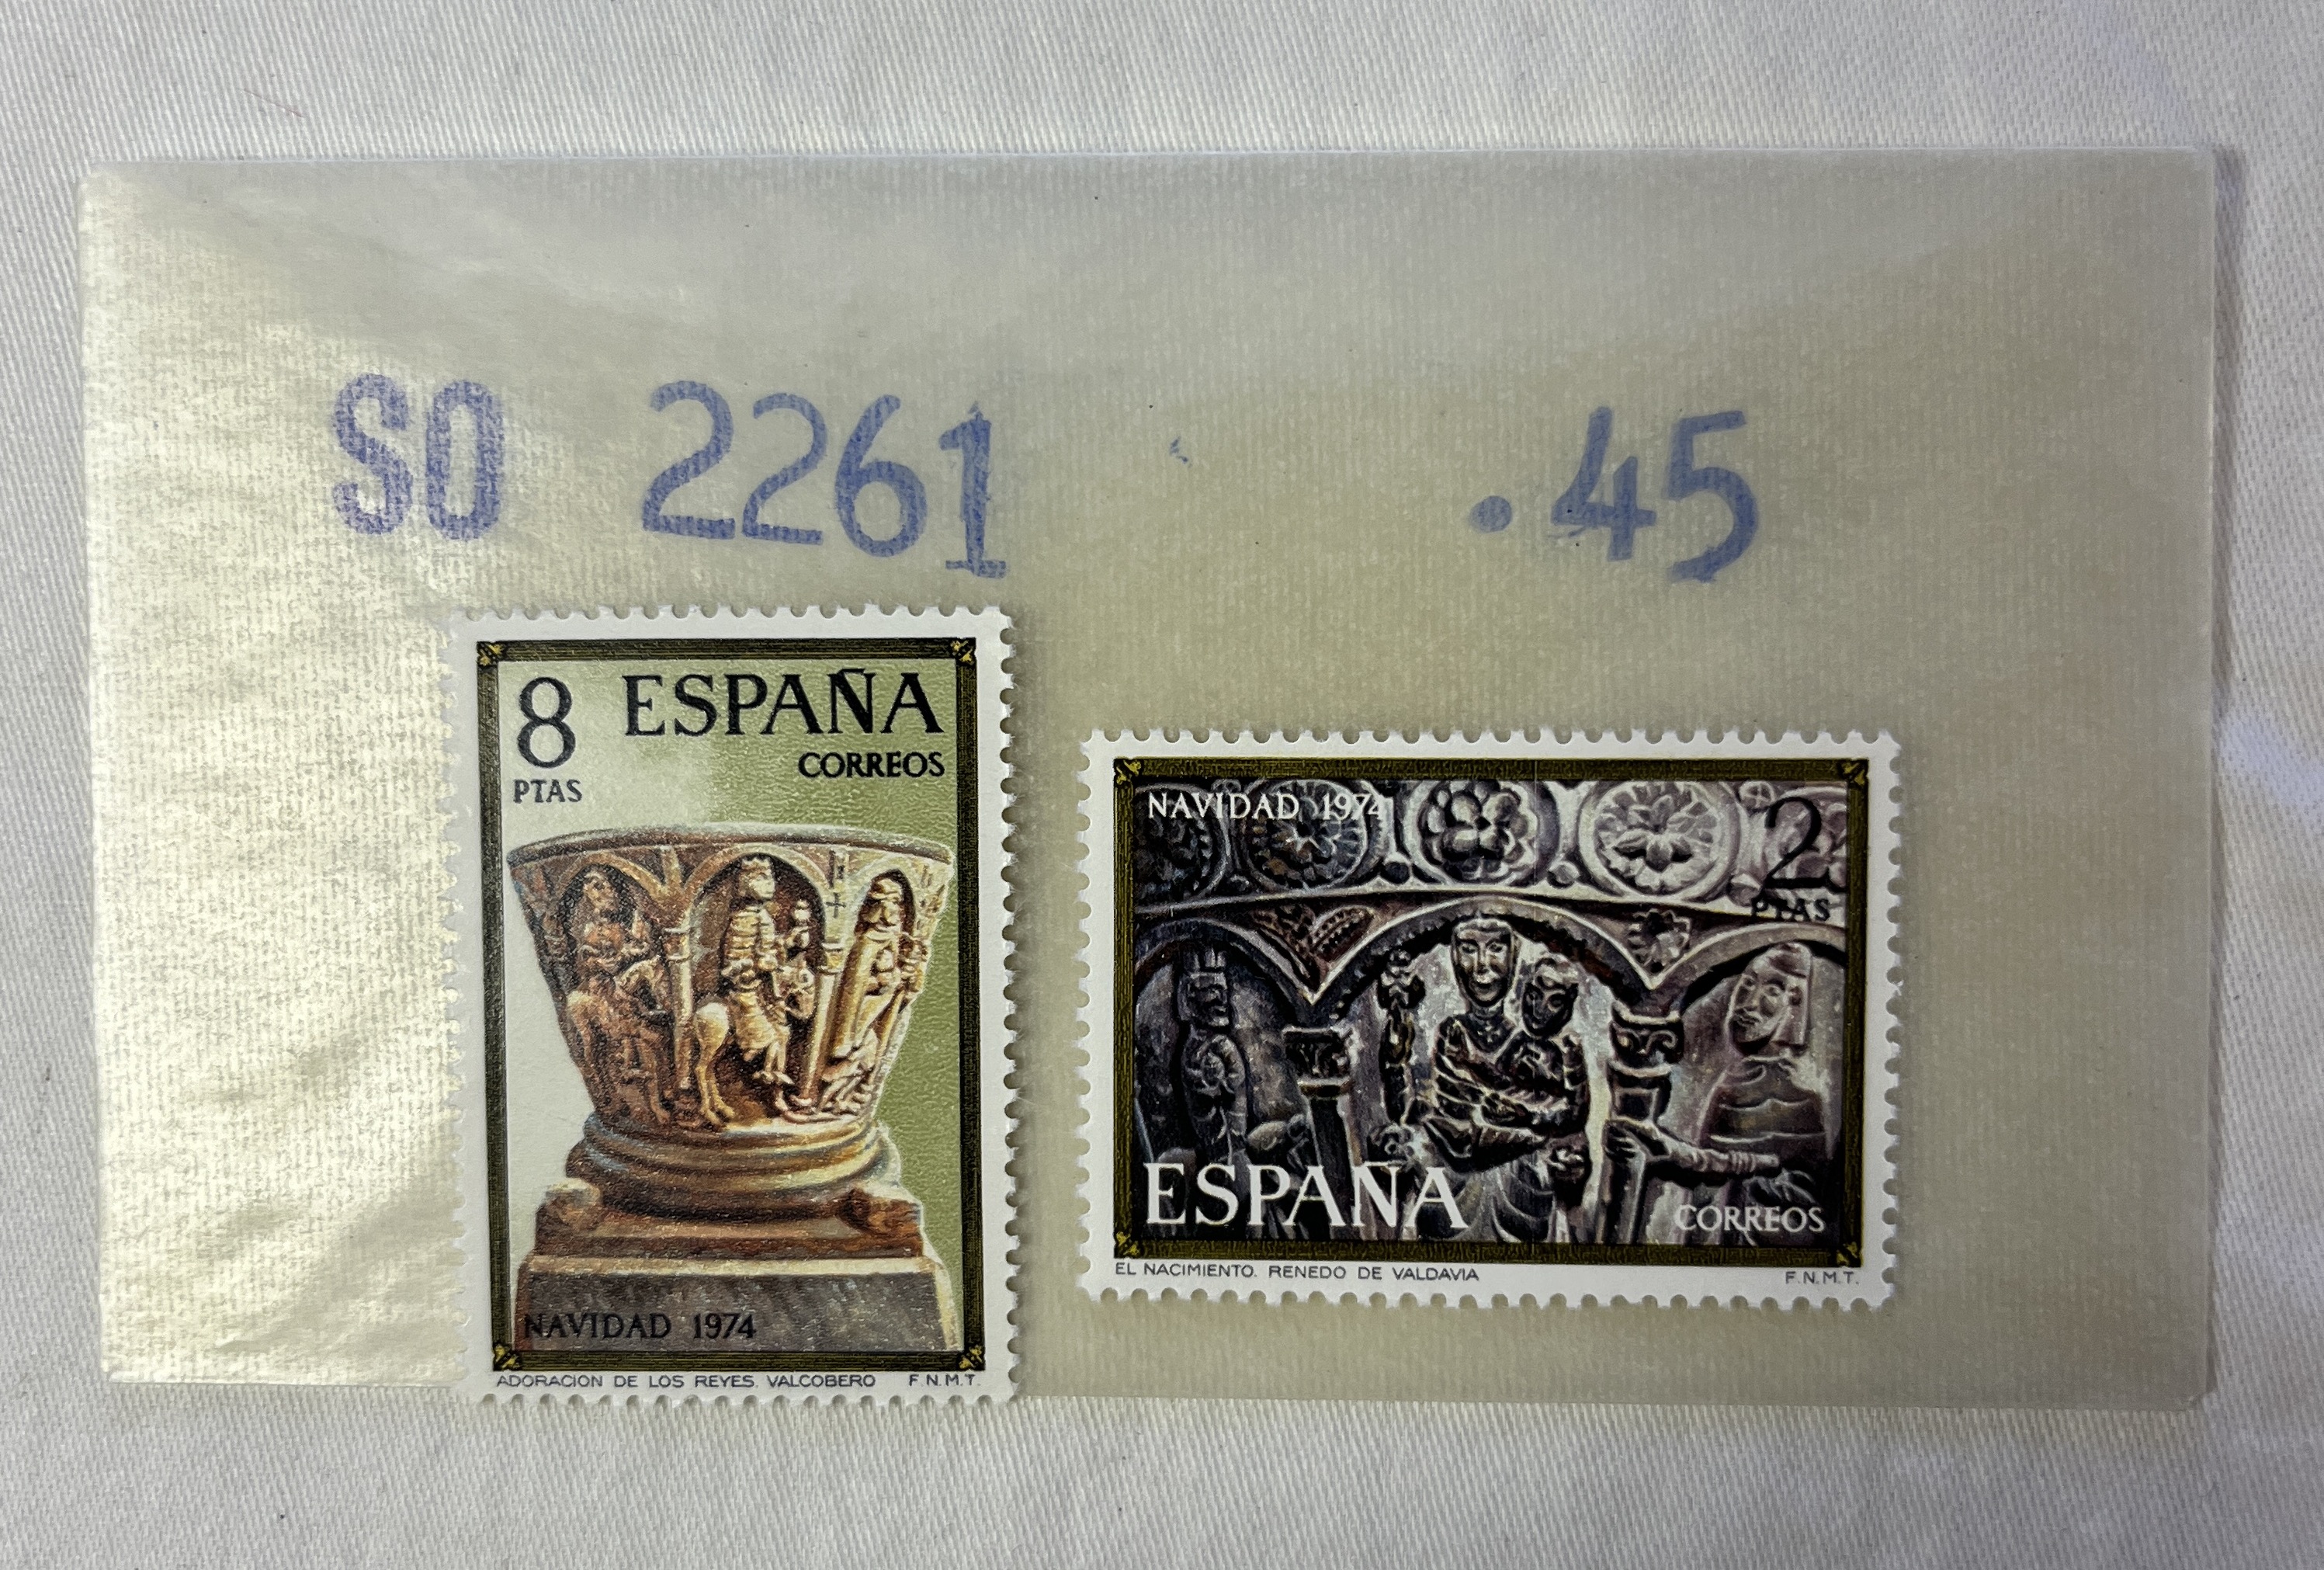 SO 2261 .45
8 ESPAÑA
PTAS CORREOS
NAVIDAD 1974
ADORACION DE LOS REYES. VALCOBERO F.N.M.T.
NAVIDAD 1974 2
PTAS
ESPAÑA CORREOS
EL NACIMIENTO. RENEDO DE VALDAVIA F.N.M.T.